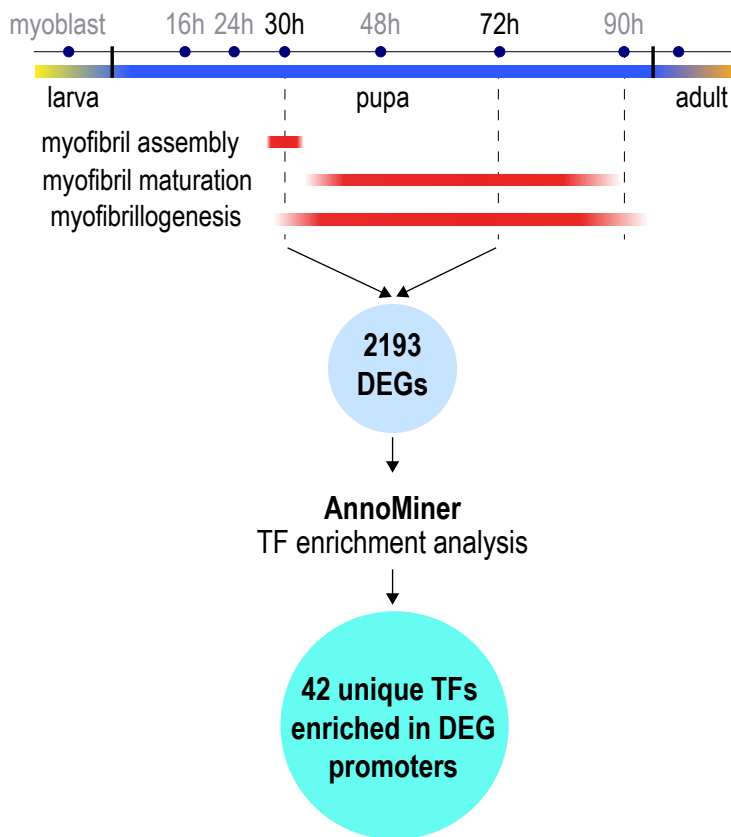 myoblast 16h 24h 30h 48h 72h 90h
larva pupa adult
myofibril assembly
myofibril maturation
myofibrillogenesis
2193
DEGs
AnnoMiner
TF enrichment analysis
42 unique TFs
enriched in DEG
promoters